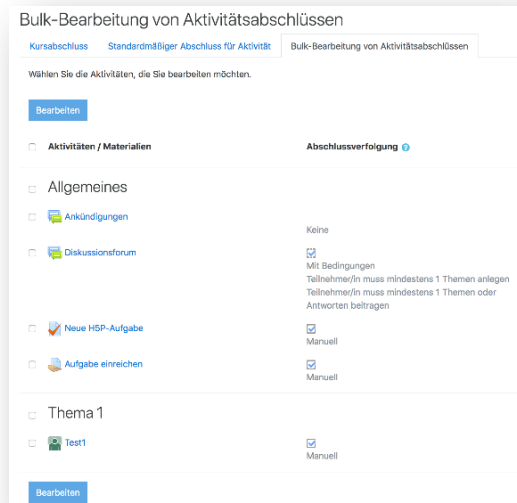 Bulk-Bearbeitung von Aktivitätsabschlüssen
Kursabschluss Standardmäßiger Abschluss für Aktivität Bulk-Bearbeitung von Aktivitätsabschlüssen
Wählen Sie die Aktivitäten, die Sie bearbeiten möchten.
Bearbeiten
Aktivitäten / Materialien Abschlussverfolgung ?
Allgemeines
Ankündigungen
Keine
Diskussionsforum
Mit Bedingungen
Teilnehmer/in muss mindestens 1 Themen anlegen
Teilnehmer/in muss mindestens 1 Themen oder
Antworten beitragen
Neue H5P-Aufgabe
Manuell
Aufgabe einreichen
Manuell
Thema 1
Test1
Manuell
Bearbeiten